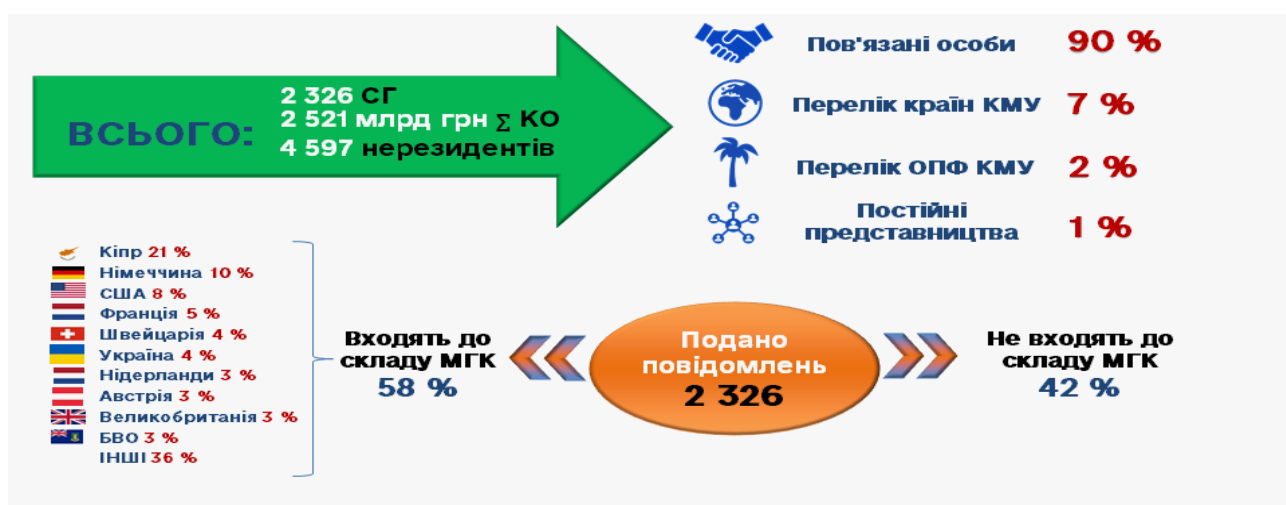 ВСЬОГО:
2 326 СГ
2 521 млрд грн ∑ КО
4 597 нерезидентів
Пов'язані особи 90 %
Перелік країн КМУ 7 %
Перелік ОПФ КМУ 2 %
Постійні
представництва 1 %
Кіпр 21 %
Німеччина 10 %
США 8 %
Франція 5 %
Швейцарія 4 %
Україна 4 %
Нідерланди 3 %
Австрія 3 %
Великобританія 3 %
БВО 3 %
ІНШІ 36 %
Входять до
складу МГК
58 %
Подано
повідомлень
2 326
Не входять до
складу МГК
42 %